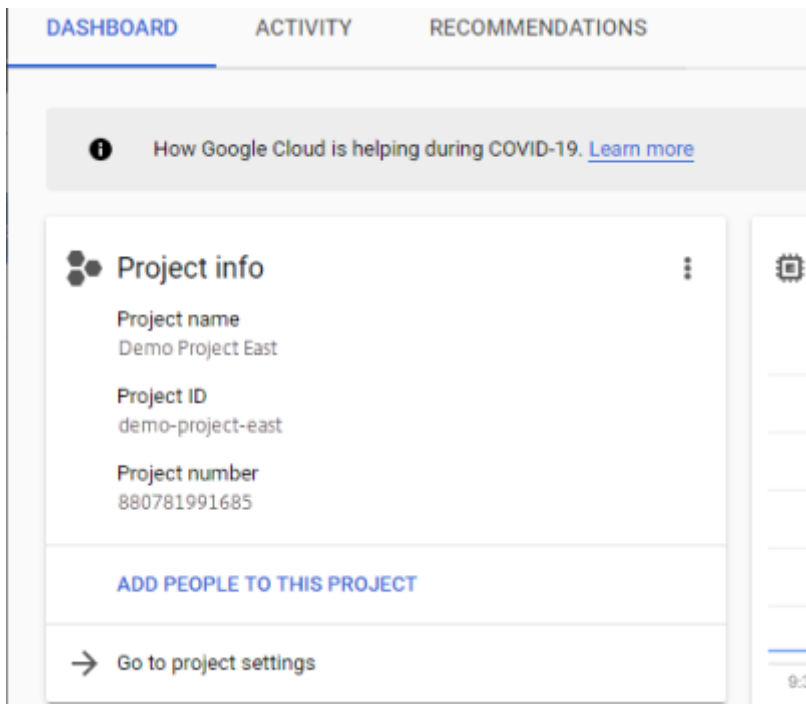 DASHBOARD ACTIVITY RECOMMENDATIONS
How Google Cloud is helping during COVID-19. Learn more
Project info
Project name
Demo Project East
Project ID
demo-project-east
Project number
880781991685
ADD PEOPLE TO THIS PROJECT
Go to project settings